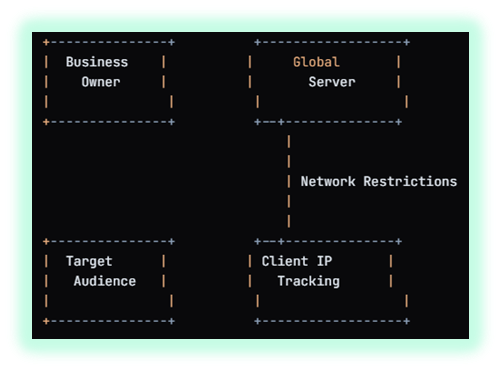 Business
Owner
Global
Server
Network Restrictions
Target
Audience
Client IP
Tracking